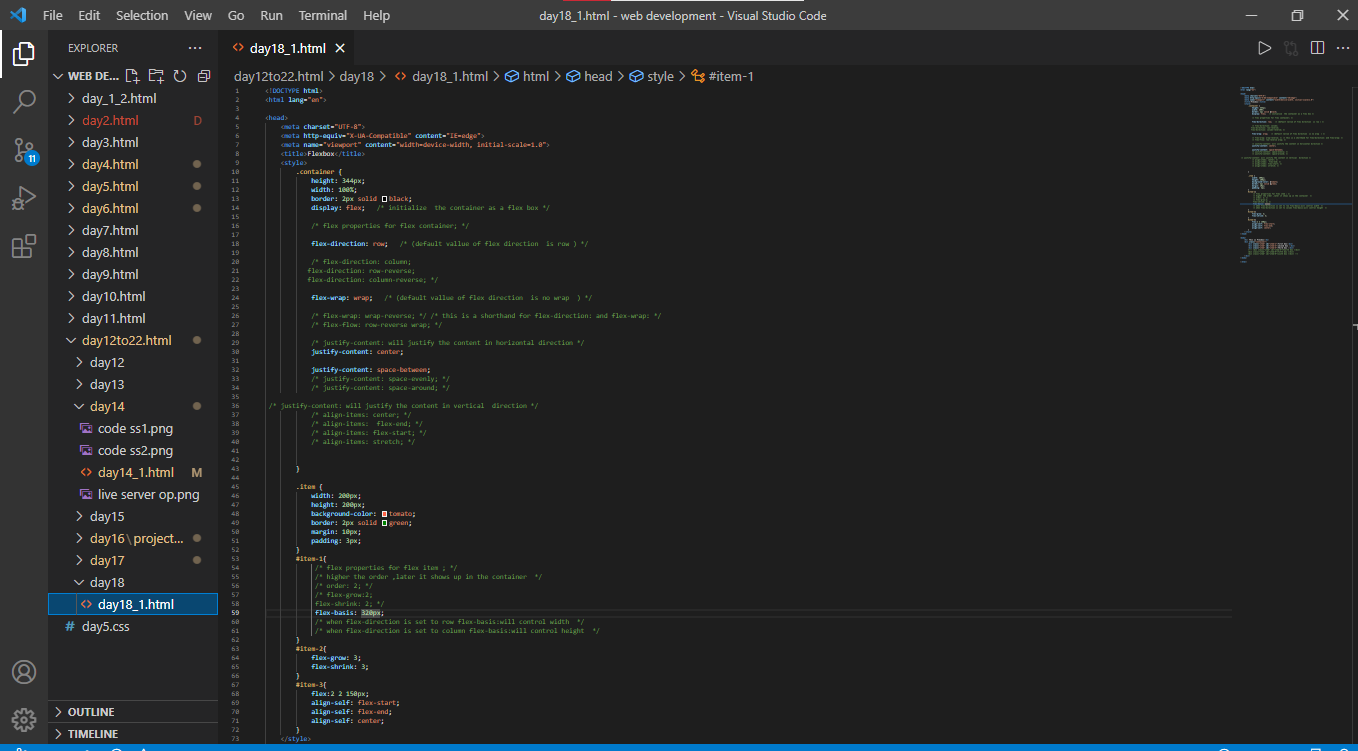 File Edit Selection View Go Run Terminal Help
day18_1.html - web development - Visual Studio Code
EXPLORER
WEB DE...
day_1_2.html
day2.html D
day3.html
day4.html
day5.html
day6.html
day7.html
day8.html
day9.html
day10.html
day11.html
day12to22.html
day12
day13
day14
code ss1.png
code ss2.png
day14_1.html M
live server op.png
day15
day16\project...
day17
day18
day18_1.html
day5.css
OUTLINE
TIMELINE
11
day18_1.html
day12to22.html > day18 > day18_1.html > html > head > style > #item-1
1 <!DOCTYPE html>
2 <html lang="en">
3
4 <head>
5 <meta charset="UTF-8">
6 <meta http-equiv="X-UA-Compatible" content="IE=edge">
7 <meta name="viewport" content="width=device-width, initial-scale=1.0">
8 <title>Flexbox</title>
9 <style>
10 .container {
11 height: 344px;
12 width: 100%;
13 border: 2px solid black;
14 display: flex; /* initialize the container as a flex box */
15
16 /* flex properties for flex container; */
17
18 flex-direction: row; /* (default vallue of flex direction is row ) */
19
20 /* flex-direction: column;
21 flex-direction: row-reverse;
22 flex-direction: column-reverse; */
23
24 flex-wrap: wrap; /* (default vallue of flex direction is no wrap ) */
25
26 /* flex-wrap: wrap-reverse; */ /* this is a shorthand for flex-direction: and flex-wrap: */
27 /* flex-flow: row-reverse wrap; */
28
29 /* justify-content: will justify the content in horizontal direction */
30 justify-content: center;
31
32 justify-content: space-between;
33 /* justify-content: space-evenly; */
34 /* justify-content: space-around; */
35
36 /* justify-content: will justify the content in vertical direction */
37 /* align-items: center; */
38 /* align-items: flex-end; */
39 /* align-items: flex-start; */
40 /* align-items: stretch; */
41
42
43 }
44
45 .item {
46 width: 200px;
47 height: 200px;
48 background-color: tomato;
49 border: 2px solid green;
50 margin: 10px;
51 padding: 3px;
52 }
53 #item-1{
54 /* flex properties for flex item ; */
55 /* higher the order ,later it shows up in the container */
56 /* order: 2; */
57 /* flex-grow:2;
58 flex-shrink: 2; */
59 flex-basis: 320px;
60 /* when flex-direction is set to row flex-basis:will control width */
61 /* when flex-direction is set to column flex-basis:will control height */
62 }
63 #item-2{
64 flex-grow: 3;
65 flex-shrink: 3;
66 }
67 #item-3{
68 flex:2 2 150px;
69 align-self: flex-start;
70 align-self: flex-end;
71 align-self: center;
72 }
73 </style>